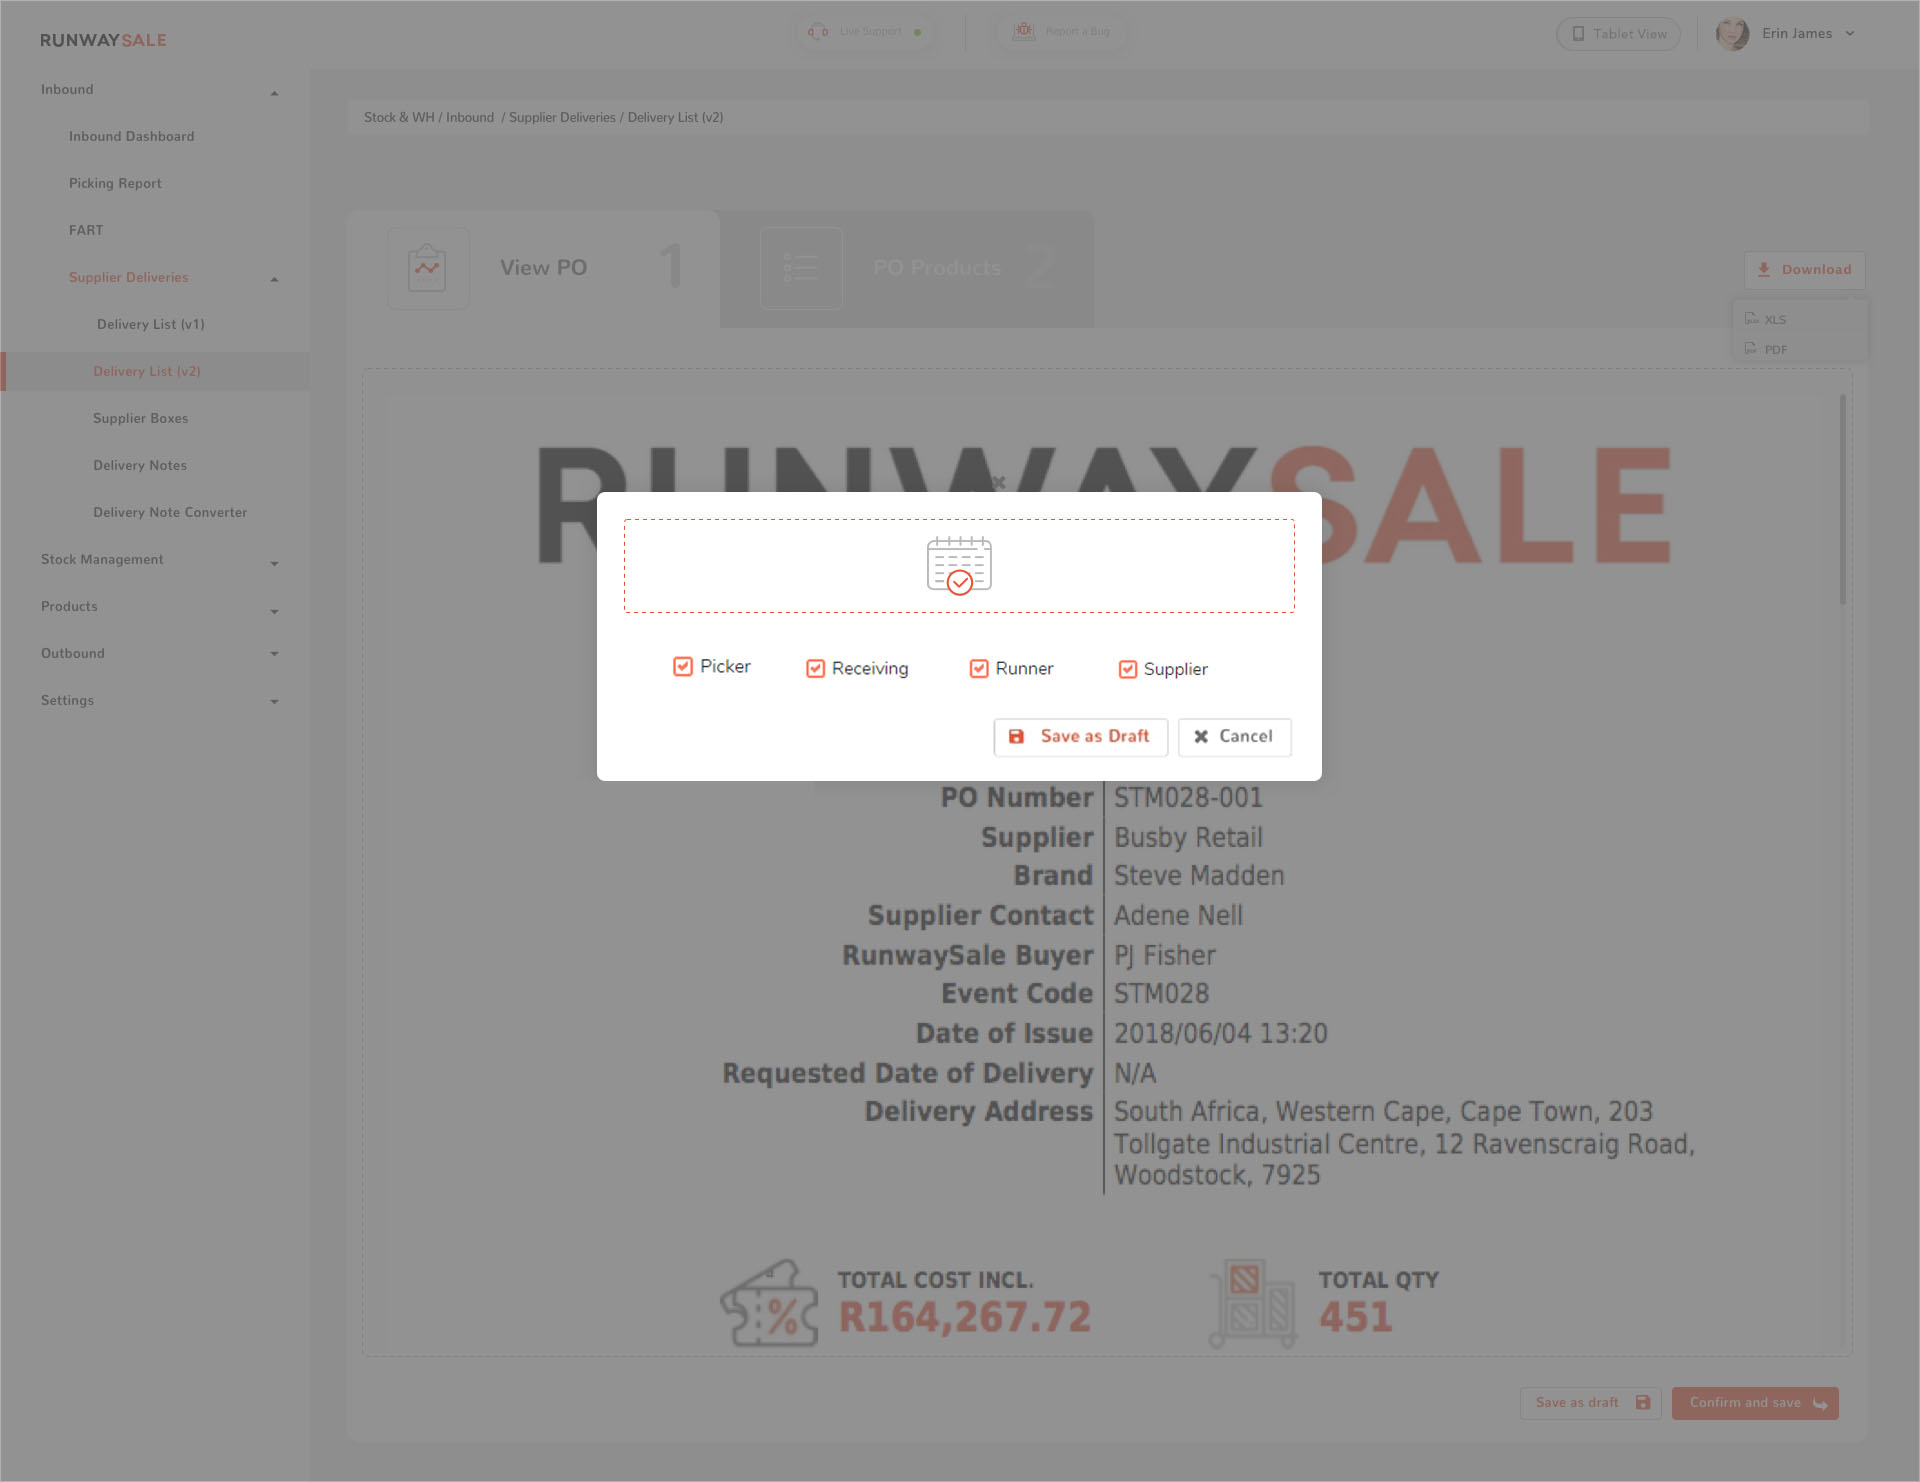 RUNWAYSALE
Live Support
Report a Bug
Tablet View
Erin James
Inbound
Inbound Dashboard
Picking Report
FART
Supplier Deliveries
Delivery List (v1)
Delivery List (v2)
Supplier Boxes
Delivery Notes
Delivery Note Converter
Stock Management
Products
Outbound
Settings
Stock & WH / Inbound / Supplier Deliveries / Delivery List (v2)
View PO 1
PO Products 2
Download
XLS
PDF
RUNWAYSALE
Picker
Receiving
Runner
Supplier
Save as Draft
Cancel
PO Number STM028-001
Supplier Busby Retail
Brand Steve Madden
Supplier Contact Adene Nell
RunwaySale Buyer PJ Fisher
Event Code STM028
Date of Issue 2018/06/04 13:20
Requested Date of Delivery N/A
Delivery Address South Africa, Western Cape, Cape Town, 203
Tollgate Industrial Centre, 12 Ravenscraig Road,
Woodstock, 7925
TOTAL COST INCL.
R164,267.72
TOTAL QTY
451
Save as draft
Confirm and save